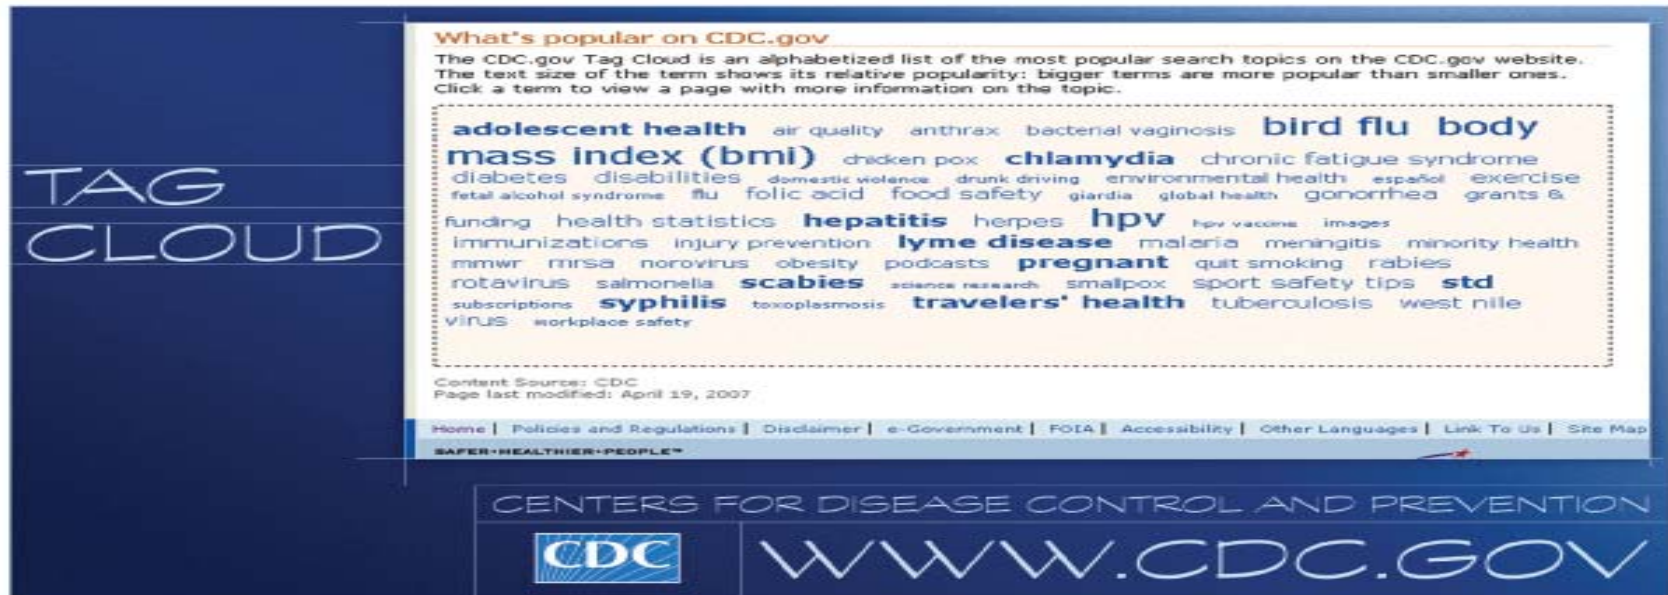 TAG
CLOUD
What's popular on CDC.gov
The CDC.gov Tag Cloud is an alphabetized list of the most popular search topics on the CDC.gov website.
The text size of the term shows its relative popularity: bigger terms are more popular than smaller ones.
Click a term to view a page with more information on the topic.
adolescent health air quality anthrax bacterial vaginosis bird flu body
mass index (bmi) chicken pox chlamydia chronic fatigue syndrome
diabetes disabilities domestic violence drunk driving environmental health español exercise
fetal alcohol syndrome flu folic acid food safety giardia global health gonorrhea grants &
funding health statistics hepatitis herpes hpv hpv vaccine images
immunizations injury prevention lyme disease malaria meningitis minority health
mmwr mrsa norovirus obesity podcasts pregnant quit smoking rabies
rotavirus salmonella scabies science research smallpox sport safety tips std
subscriptions syphilis toxoplasmosis travelers' health tuberculosis west nile
virus workplace safety
Content Source: CDC
Page last modified: April 19, 2007
Home | Policies and Regulations | Disclaimer | e-Government | FOIA | Accessibility | Other Languages | Link To Us | Site Map
SAFER•HEALTHIER•PEOPLE™
CENTERS FOR DISEASE CONTROL AND PREVENTION
CDC
WWW.CDC.GOV